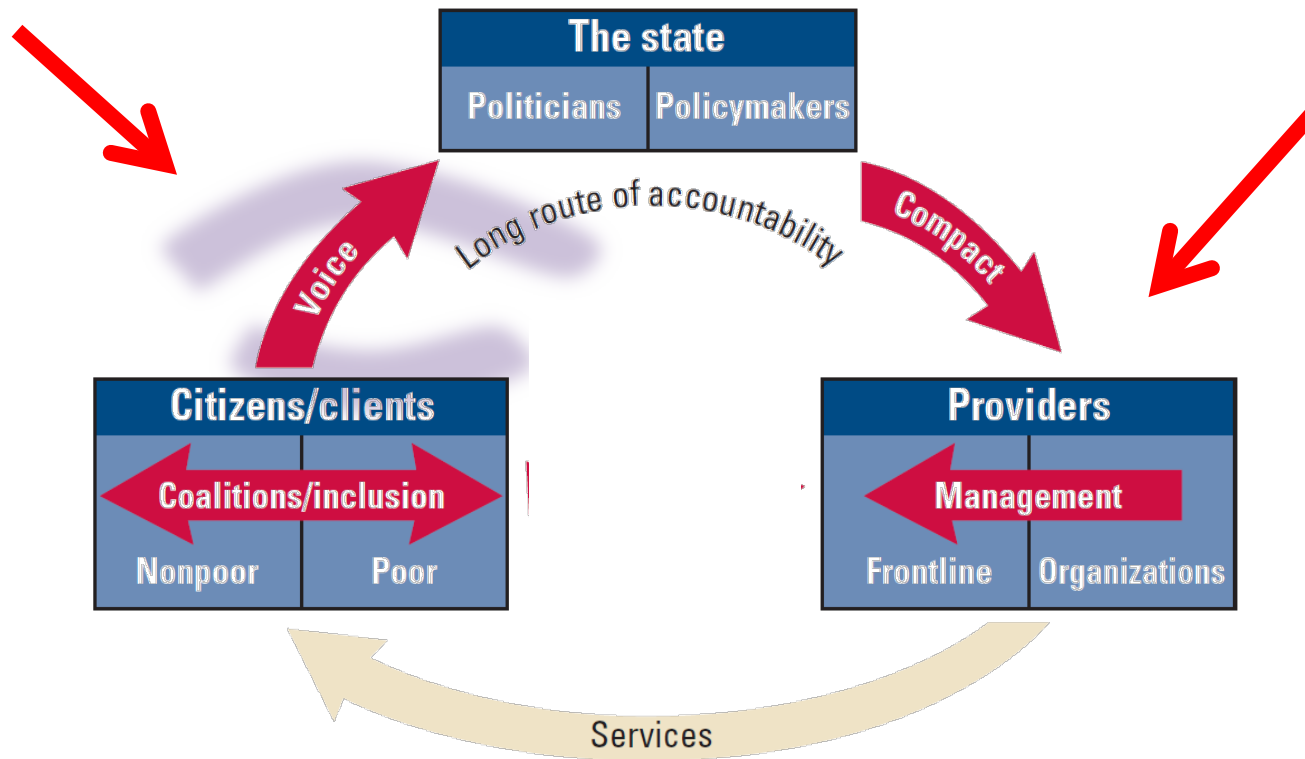 The state
Politicians Policymakers
Long route of accountability
Voice
Compact
Citizens/clients
Coalitions/inclusion
Nonpoor Poor
Providers
Management
Frontline Organizations
Services